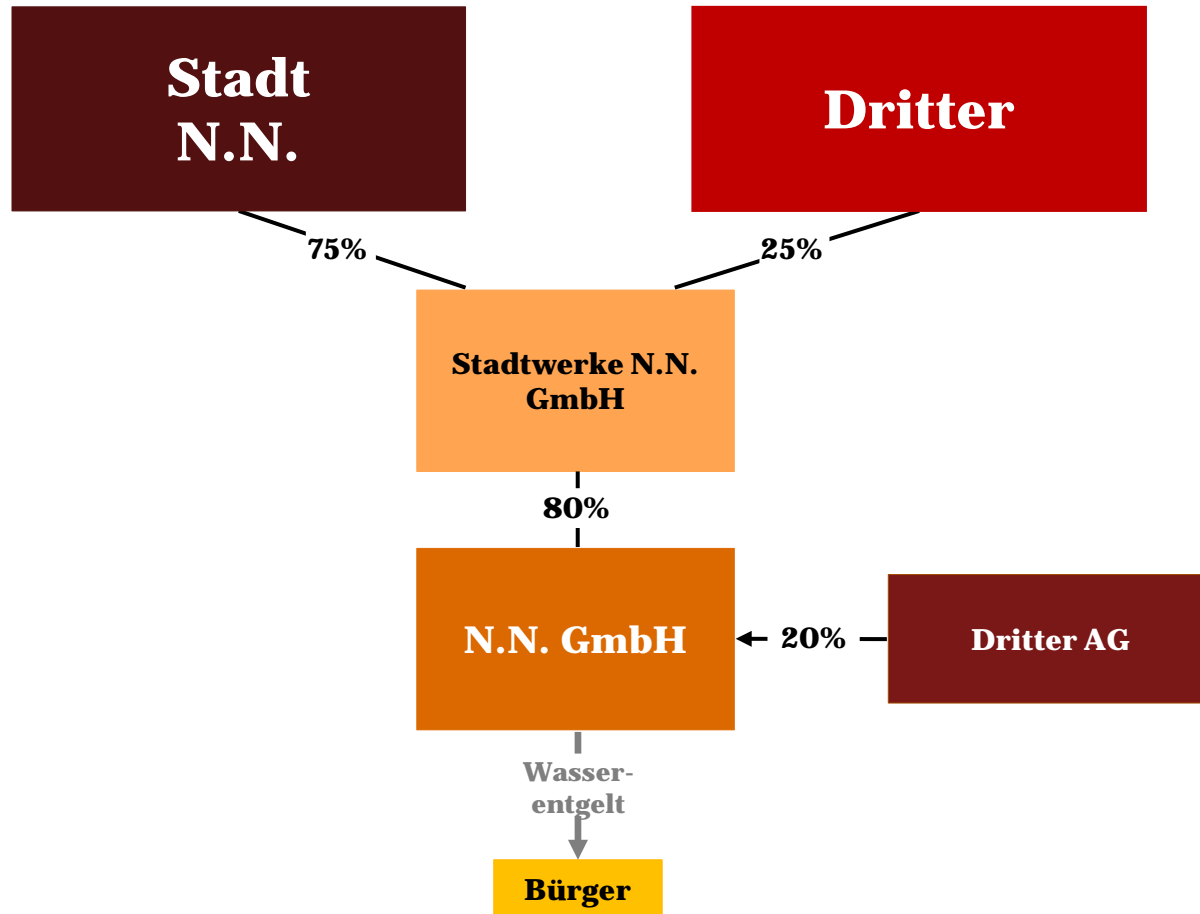 Stadt
N.N.
Dritter
75%
25%
Stadtwerke N.N.
GmbH
80%
N.N. GmbH
20%
Dritter AG
Wasser-
entgelt
Bürger